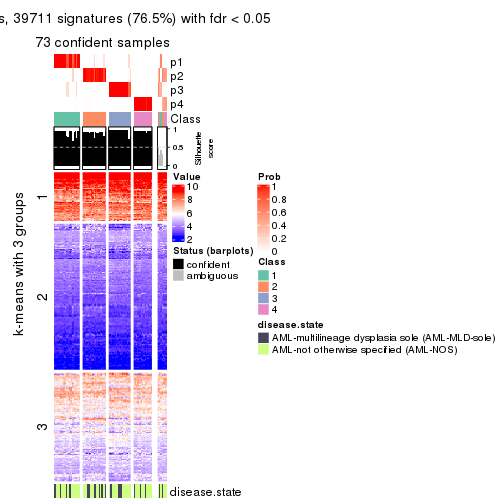 s, 39711 signatures (76.5%) with fdr < 0.05
73 confident samples
p1
p2
p3
p4
Class
1
0.5
0
Silhouette
score
k-means with 3 groups
1
2
3
Value
10
8
6
4
2
Status (barplots)
confident
ambiguous
Prob
1
0.8
0.6
0.4
0.2
0
Class
1
2
3
4
disease.state
AML-multilineage dysplasia sole (AML-MLD-sole)
AML-not otherwise specified (AML-NOS)
disease.state